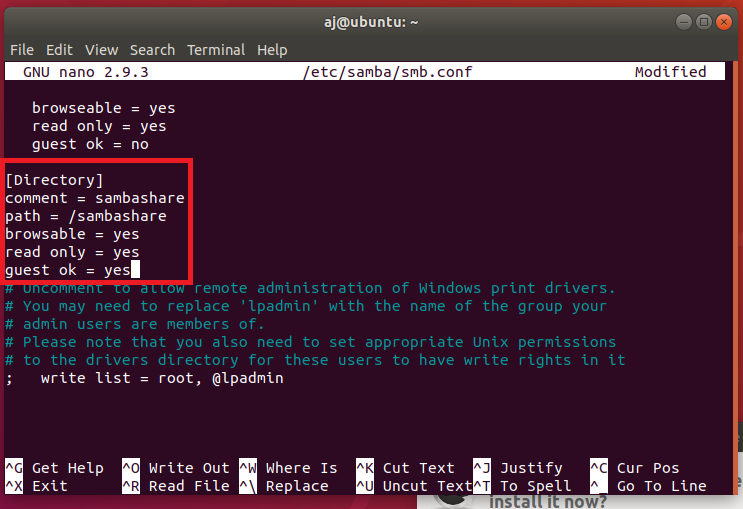 aj@ubuntu: ~
File Edit View Search Terminal Help
GNU nano 2.9.3 /etc/samba/smb.conf Modified
browseable = yes
read only = yes
guest ok = no
[Directory]
comment = sambashare
path = /sambashare
browsable = yes
read only = yes
guest ok = yes
# Uncomment to allow remote administration of Windows print drivers.
# You may need to replace 'lpadmin' with the name of the group your
# admin users are members of.
# Please note that you also need to set appropriate Unix permissions
# to the drivers directory for these users to have write rights in it
;   write list = root, @lpadmin
^G Get Help ^O Write Out ^W Where Is ^K Cut Text ^J Justify ^C Cur Pos
^X Exit ^R Read File ^\ Replace ^U Uncut Text ^T To Spell ^_ Go To Line
install it now?